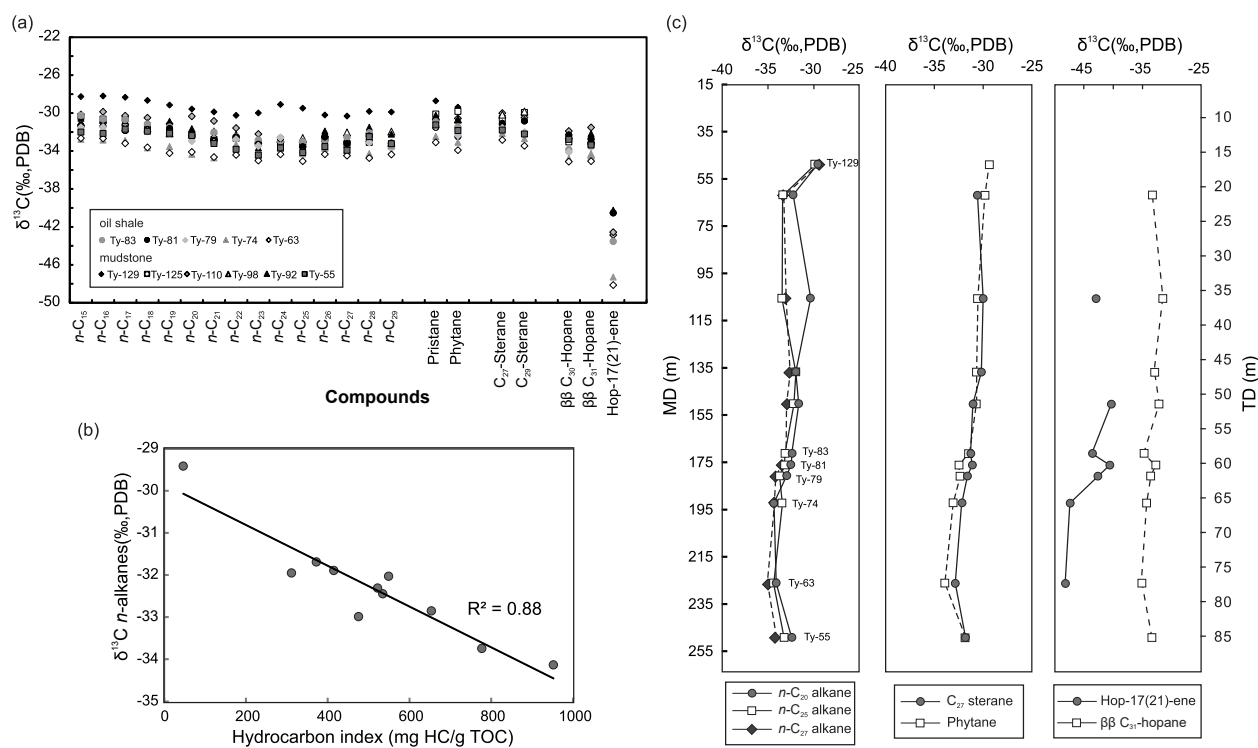 (a)
δ¹³C(‰,PDB)
-22
-26
-30
-34
-38
-42
-46
-50
oil shale
Ty-83 Ty-81 Ty-79 Ty-74 Ty-63
mudstone
Ty-129 Ty-125 Ty-110 Ty-98 Ty-92 Ty-55
n-C₁₅
n-C₁₆
n-C₁₇
n-C₁₈
n-C₁₉
n-C₂₀
n-C₂₁
n-C₂₂
n-C₂₃
n-C₂₄
n-C₂₅
n-C₂₆
n-C₂₇
n-C₂₈
n-C₂₉
Pristane
Phytane
C₂₇-Sterane
C₂₉-Sterane
ββ C₃₀-Hopane
ββ C₃₁-Hopane
Hop-17(21)-ene
Compounds
(b)
δ¹³C n-alkanes(‰,PDB)
-29
-30
-31
-32
-33
-34
-35
R² = 0.88
0 200 400 600 800 1000
Hydrocarbon index (mg HC/g TOC)
(c)
δ¹³C(‰,PDB) δ¹³C(‰,PDB) δ¹³C(‰,PDB)
-40 -35 -30 -25 -40 -35 -30 -25 -45 -35 -25
MD (m)
15
35
55
75
95
115
135
155
175
195
215
235
255
Ty-129
Ty-83
Ty-81
Ty-79
Ty-74
Ty-63
Ty-55
10
15
20
25
30
35
40
45
50
55
60
65
70
75
80
85
TD (m)
n-C₂₀ alkane
n-C₂₅ alkane
n-C₂₇ alkane
C₂₇ sterane
Phytane
Hop-17(21)-ene
ββ C₃₁-hopane